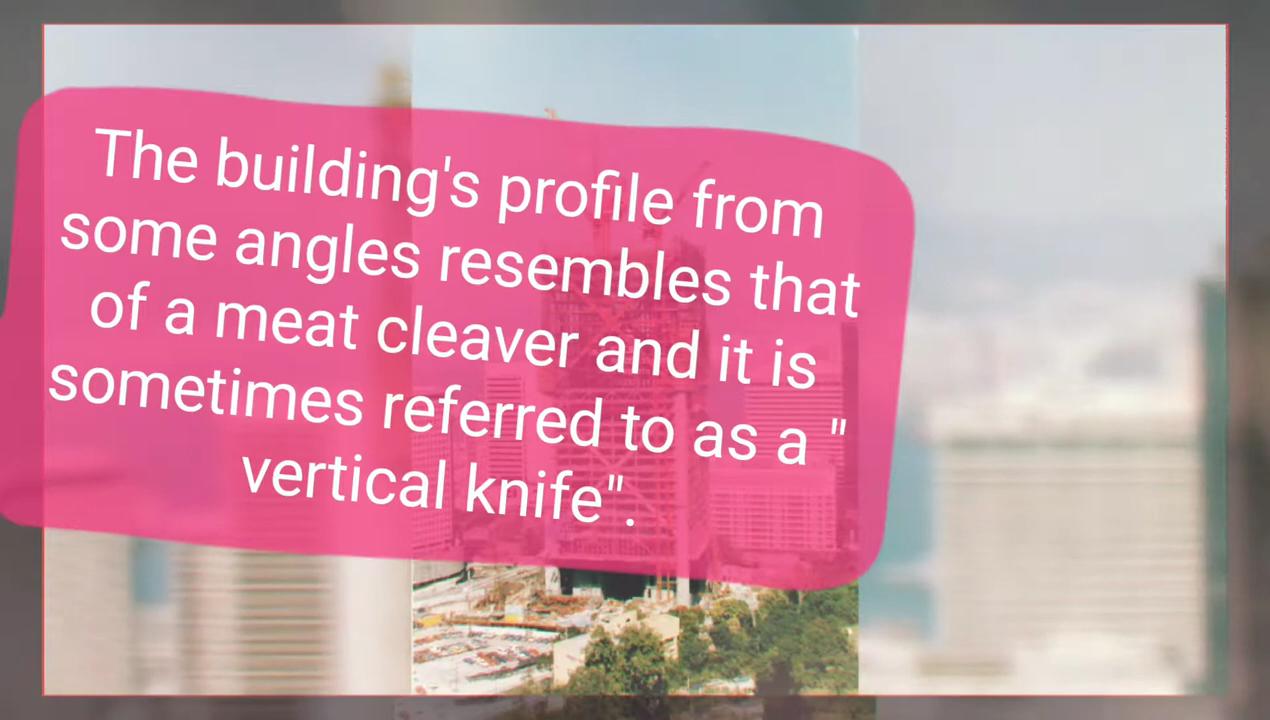 The building's profile from
some angles resembles that
of a meat cleaver and it is
sometimes referred to as a "
vertical knife".